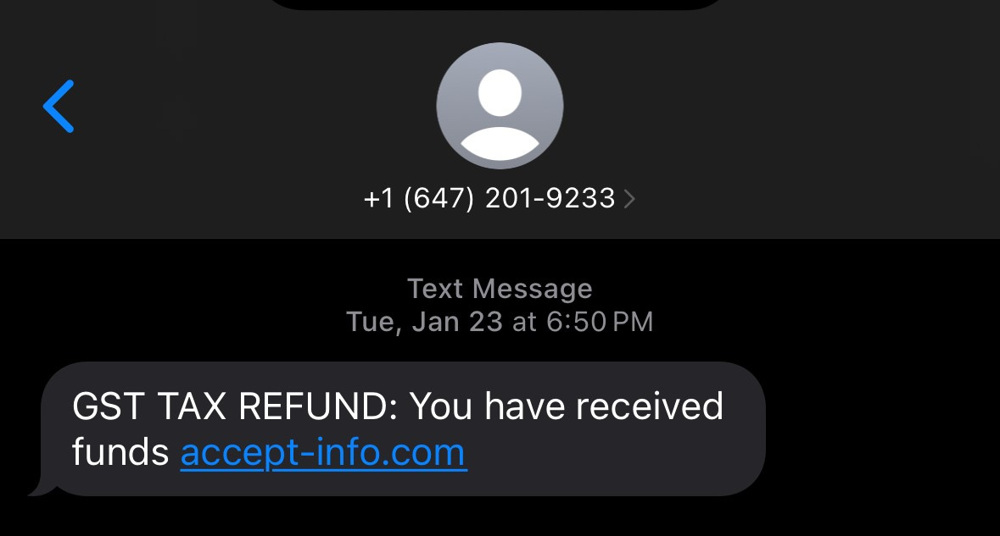 +1 (647) 201-9233
Text Message
Tue, Jan 23 at 6:50 PM
GST TAX REFUND: You have received
funds accept-info.com